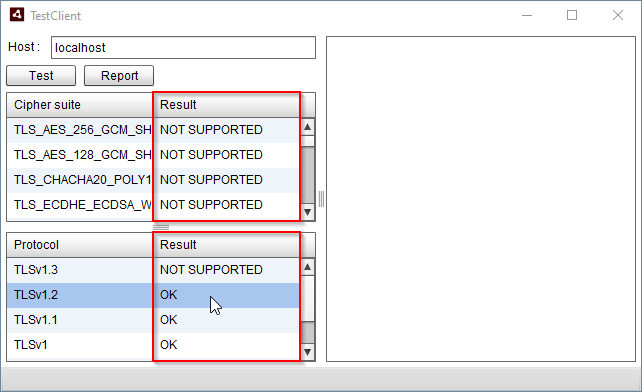 TestClient
Host :
localhost
Test
Report
Cipher suite Result
TLS_AES_256_GCM_SH NOT SUPPORTED
TLS_AES_128_GCM_SH NOT SUPPORTED
TLS_CHACHA20_POLY1 NOT SUPPORTED
TLS_ECDHE_ECDSA_W NOT SUPPORTED
Protocol Result
TLSv1.3 NOT SUPPORTED
TLSv1.2 OK
TLSv1.1 OK
TLSv1 OK